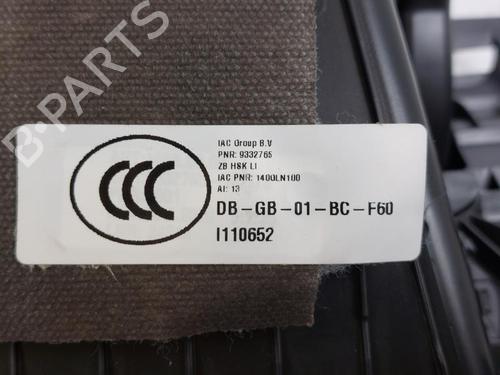 B-PARTS
CCC
IAC Group B.V
PNR: 9332765
ZB HSK LI
IAC PNR: 1400LN100
AI: 13
DB-GB-01-BC-F60
I110652